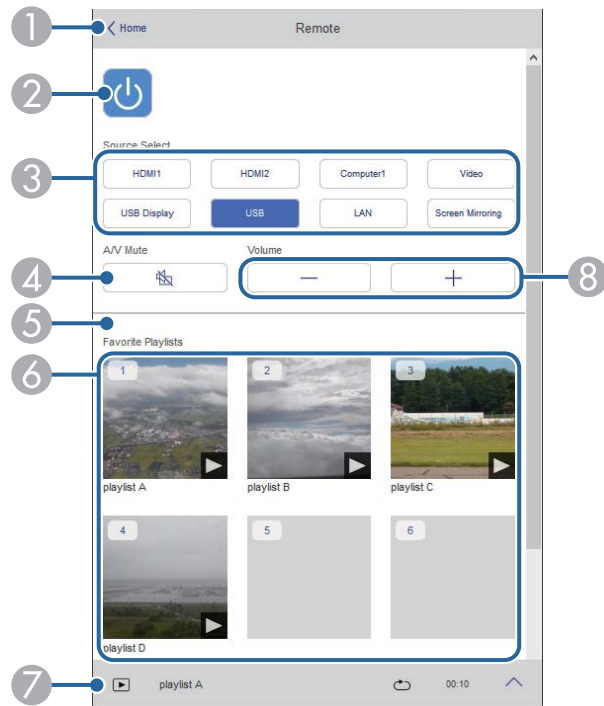 1
Home
Remote
2
Source Select
3
HDMI1
HDMI2
Computer1
Video
USB Display
USB
LAN
Screen Mirroring
A/V Mute
Volume
4
8
5
Favorite Playlists
6
1
2
3
playlist A
playlist B
playlist C
4
5
6
playlist D
7
playlist A
00:10